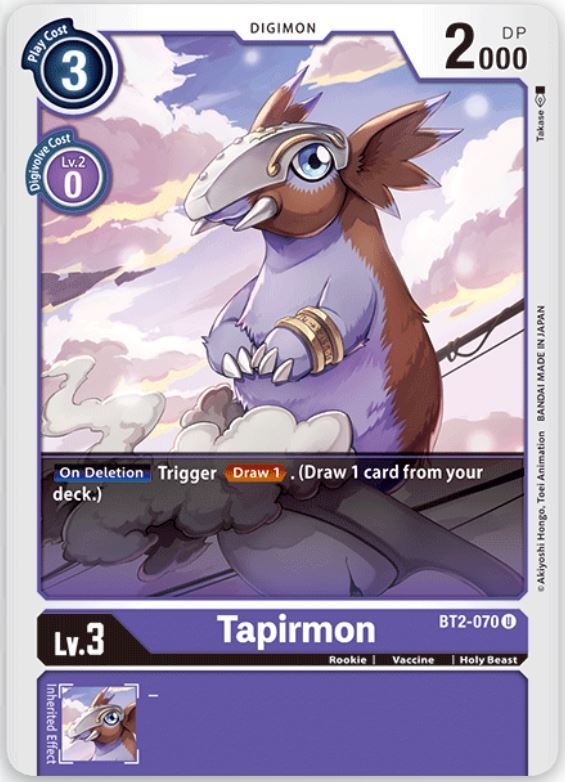 Play Cost
3
DIGIMON
DP
2000
Digivolve Cost
Lv.2
0
Takase
On Deletion Trigger Draw 1 . (Draw 1 card from your
deck.)
© Akiyoshi Hongo, Toei Animation BANDAI MADE IN JAPAN
Lv.3
Tapirmon
BT2-070 U
Rookie | Vaccine | Holy Beast
Inherited Effect
–